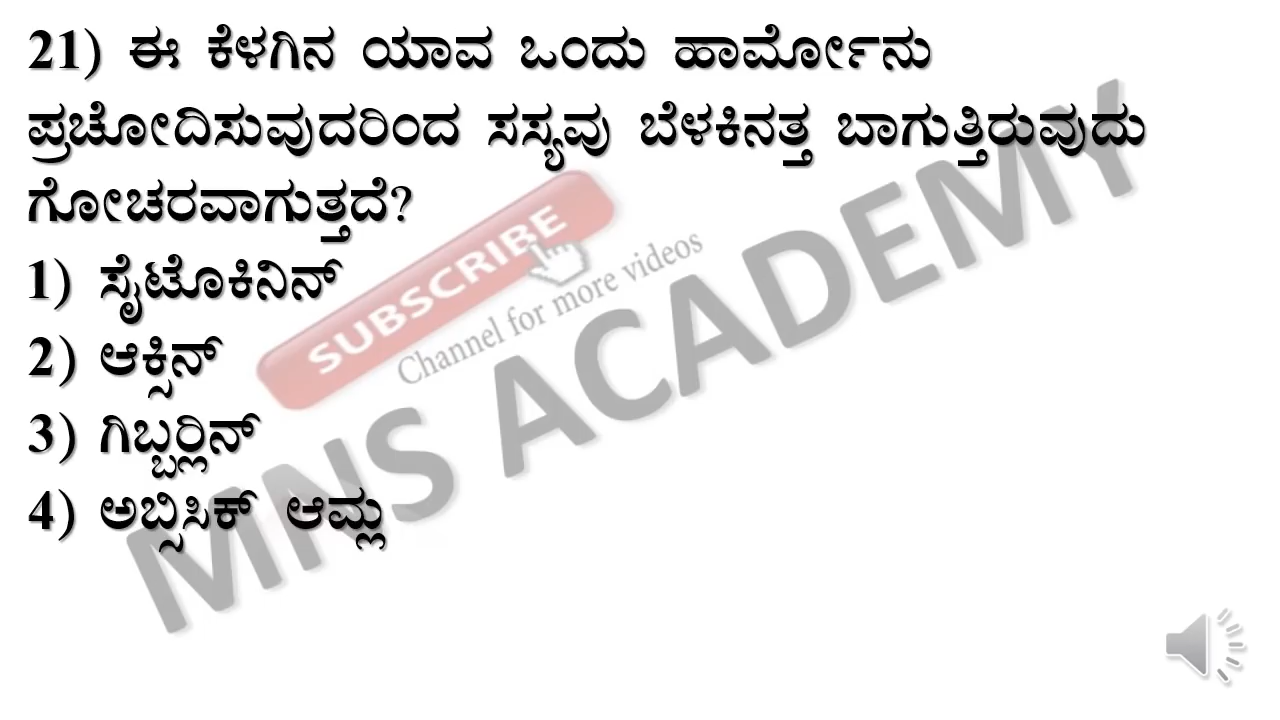 21) ಈ ಕೆಳಗಿನ ಯಾವ ಒಂದು ಹಾರ್ಮೋನು
ಪ್ರಚೋದಿಸುವುದರಿಂದ ಸಸ್ಯವು ಬೆಳಕಿನತ್ತ ಬಾಗುತ್ತಿರುವುದು
ಗೋಚರವಾಗುತ್ತದೆ?
1) ಸೈಟೊಕಿನಿನ್
2) ಆಕ್ಸಿನ್
3) ಗಿಬ್ಬರ್‍ಲಿನ್
4) ಅಬ್ಸಿಸಿಕ್ ಆಮ್ಲ
SUBSCRIBE
Channel for more videos
MNS ACADEMY